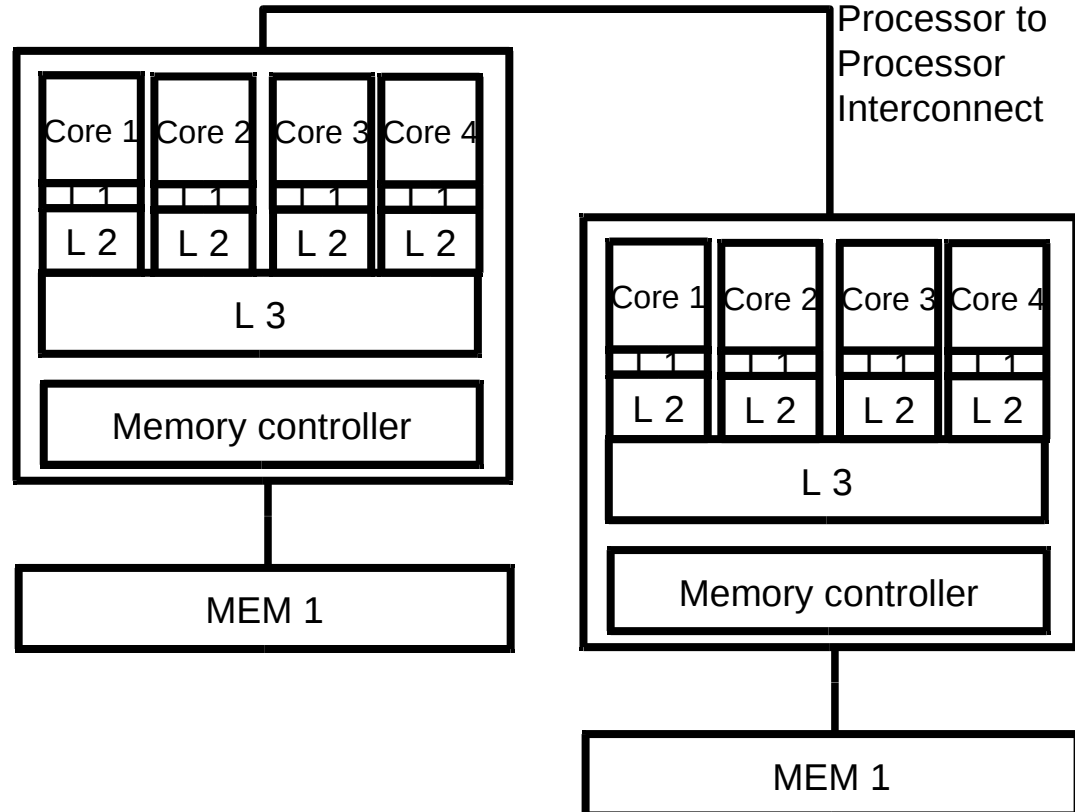 Processor to
Processor
Interconnect
Core 1 Core 2 Core 3 Core 4
L 1 L 1 L 1 L 1
L 2 L 2 L 2 L 2
L 3
Memory controller
MEM 1
Core 1 Core 2 Core 3 Core 4
L 1 L 1 L 1 L 1
L 2 L 2 L 2 L 2
L 3
Memory controller
MEM 1